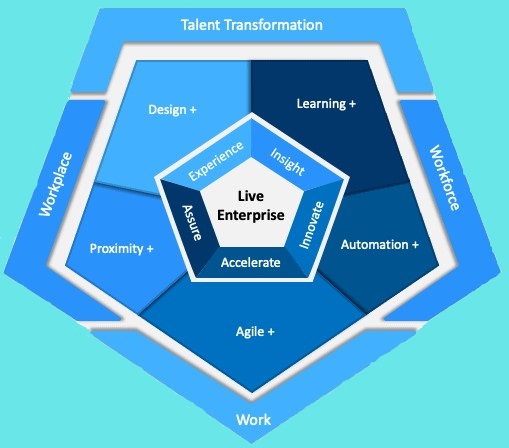 Talent Transformation
Design +
Learning +
Workplace
Workforce
Experience
Insight
Live
Enterprise
Assure
Innovate
Proximity +
Automation +
Accelerate
Agile +
Work